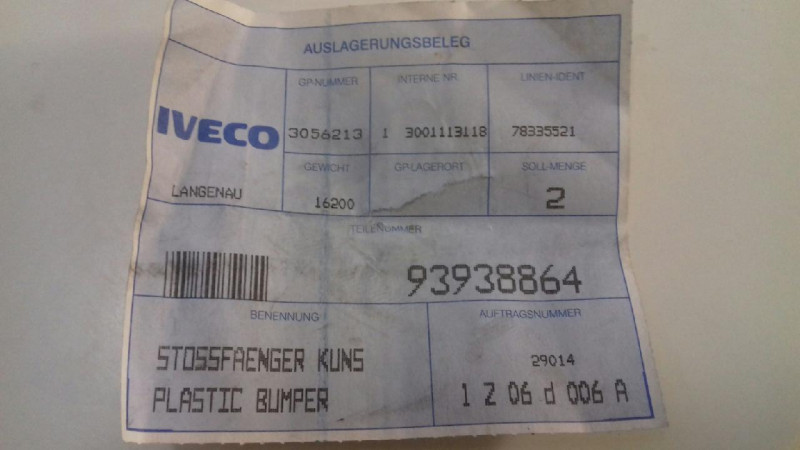 AUSLAGERUNGSBELEG
GP-NUMMER INTERNE NR. LINIEN-IDENT
IVECO 3056213 1 3001113118 78335521
GEWICHT GP-LAGERORT SOLL-MENGE
LANGENAU 16200 2
TEILENUMMER
93938864
BENENNUNG AUFTRAGSNUMMER
STOSSFAENGER KUNS 29014
PLASTIC BUMPER 1 Z 06 d 006 A